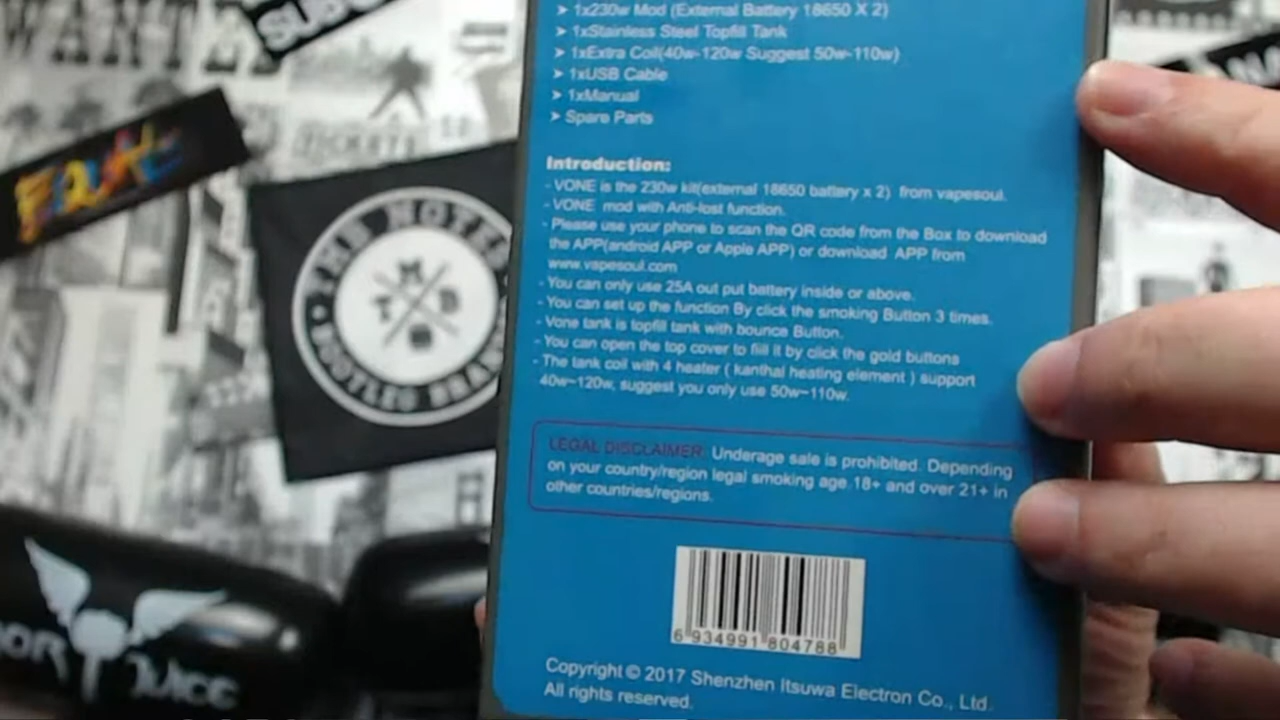 WANTED
TICKETS
THE NOTES
T M B
BOOTLEG BRAND
➤ 1x230w Mod (External Battery 18650 X 2)
➤ 1xStainless Steel Topfill Tank
➤ 1xExtra Coil(40w-120w Suggest 50w-110w)
➤ 1xUSB Cable
➤ 1xManual
➤ Spare Parts
Introduction:
- VONE is the 230w kit(external 18650 battery x 2) from vapesoul.
- VONE mod with Anti-lost function.
- Please use your phone to scan the QR code from the Box to download
the APP(android APP or Apple APP) or download APP from
www.vapesoul.com
- You can only use 25A out put battery inside or above.
- You can set up the function By click the smoking Button 3 times.
- Vone tank is topfill tank with bounce Button.
- You can open the top cover to fiil it by click the gold buttons
- The tank coil with 4 heater ( kanthal heating element ) support
40w~120w, suggest you only use 50w~110w.
LEGAL DISCLAIMER: Underage sale is prohibited. Depending
on your country/region legal smoking age 18+ and over 21+ in
other countries/regions.
6 934991 804788
Copyright © 2017 Shenzhen Itsuwa Electron Co., Ltd.
All rights reserved.